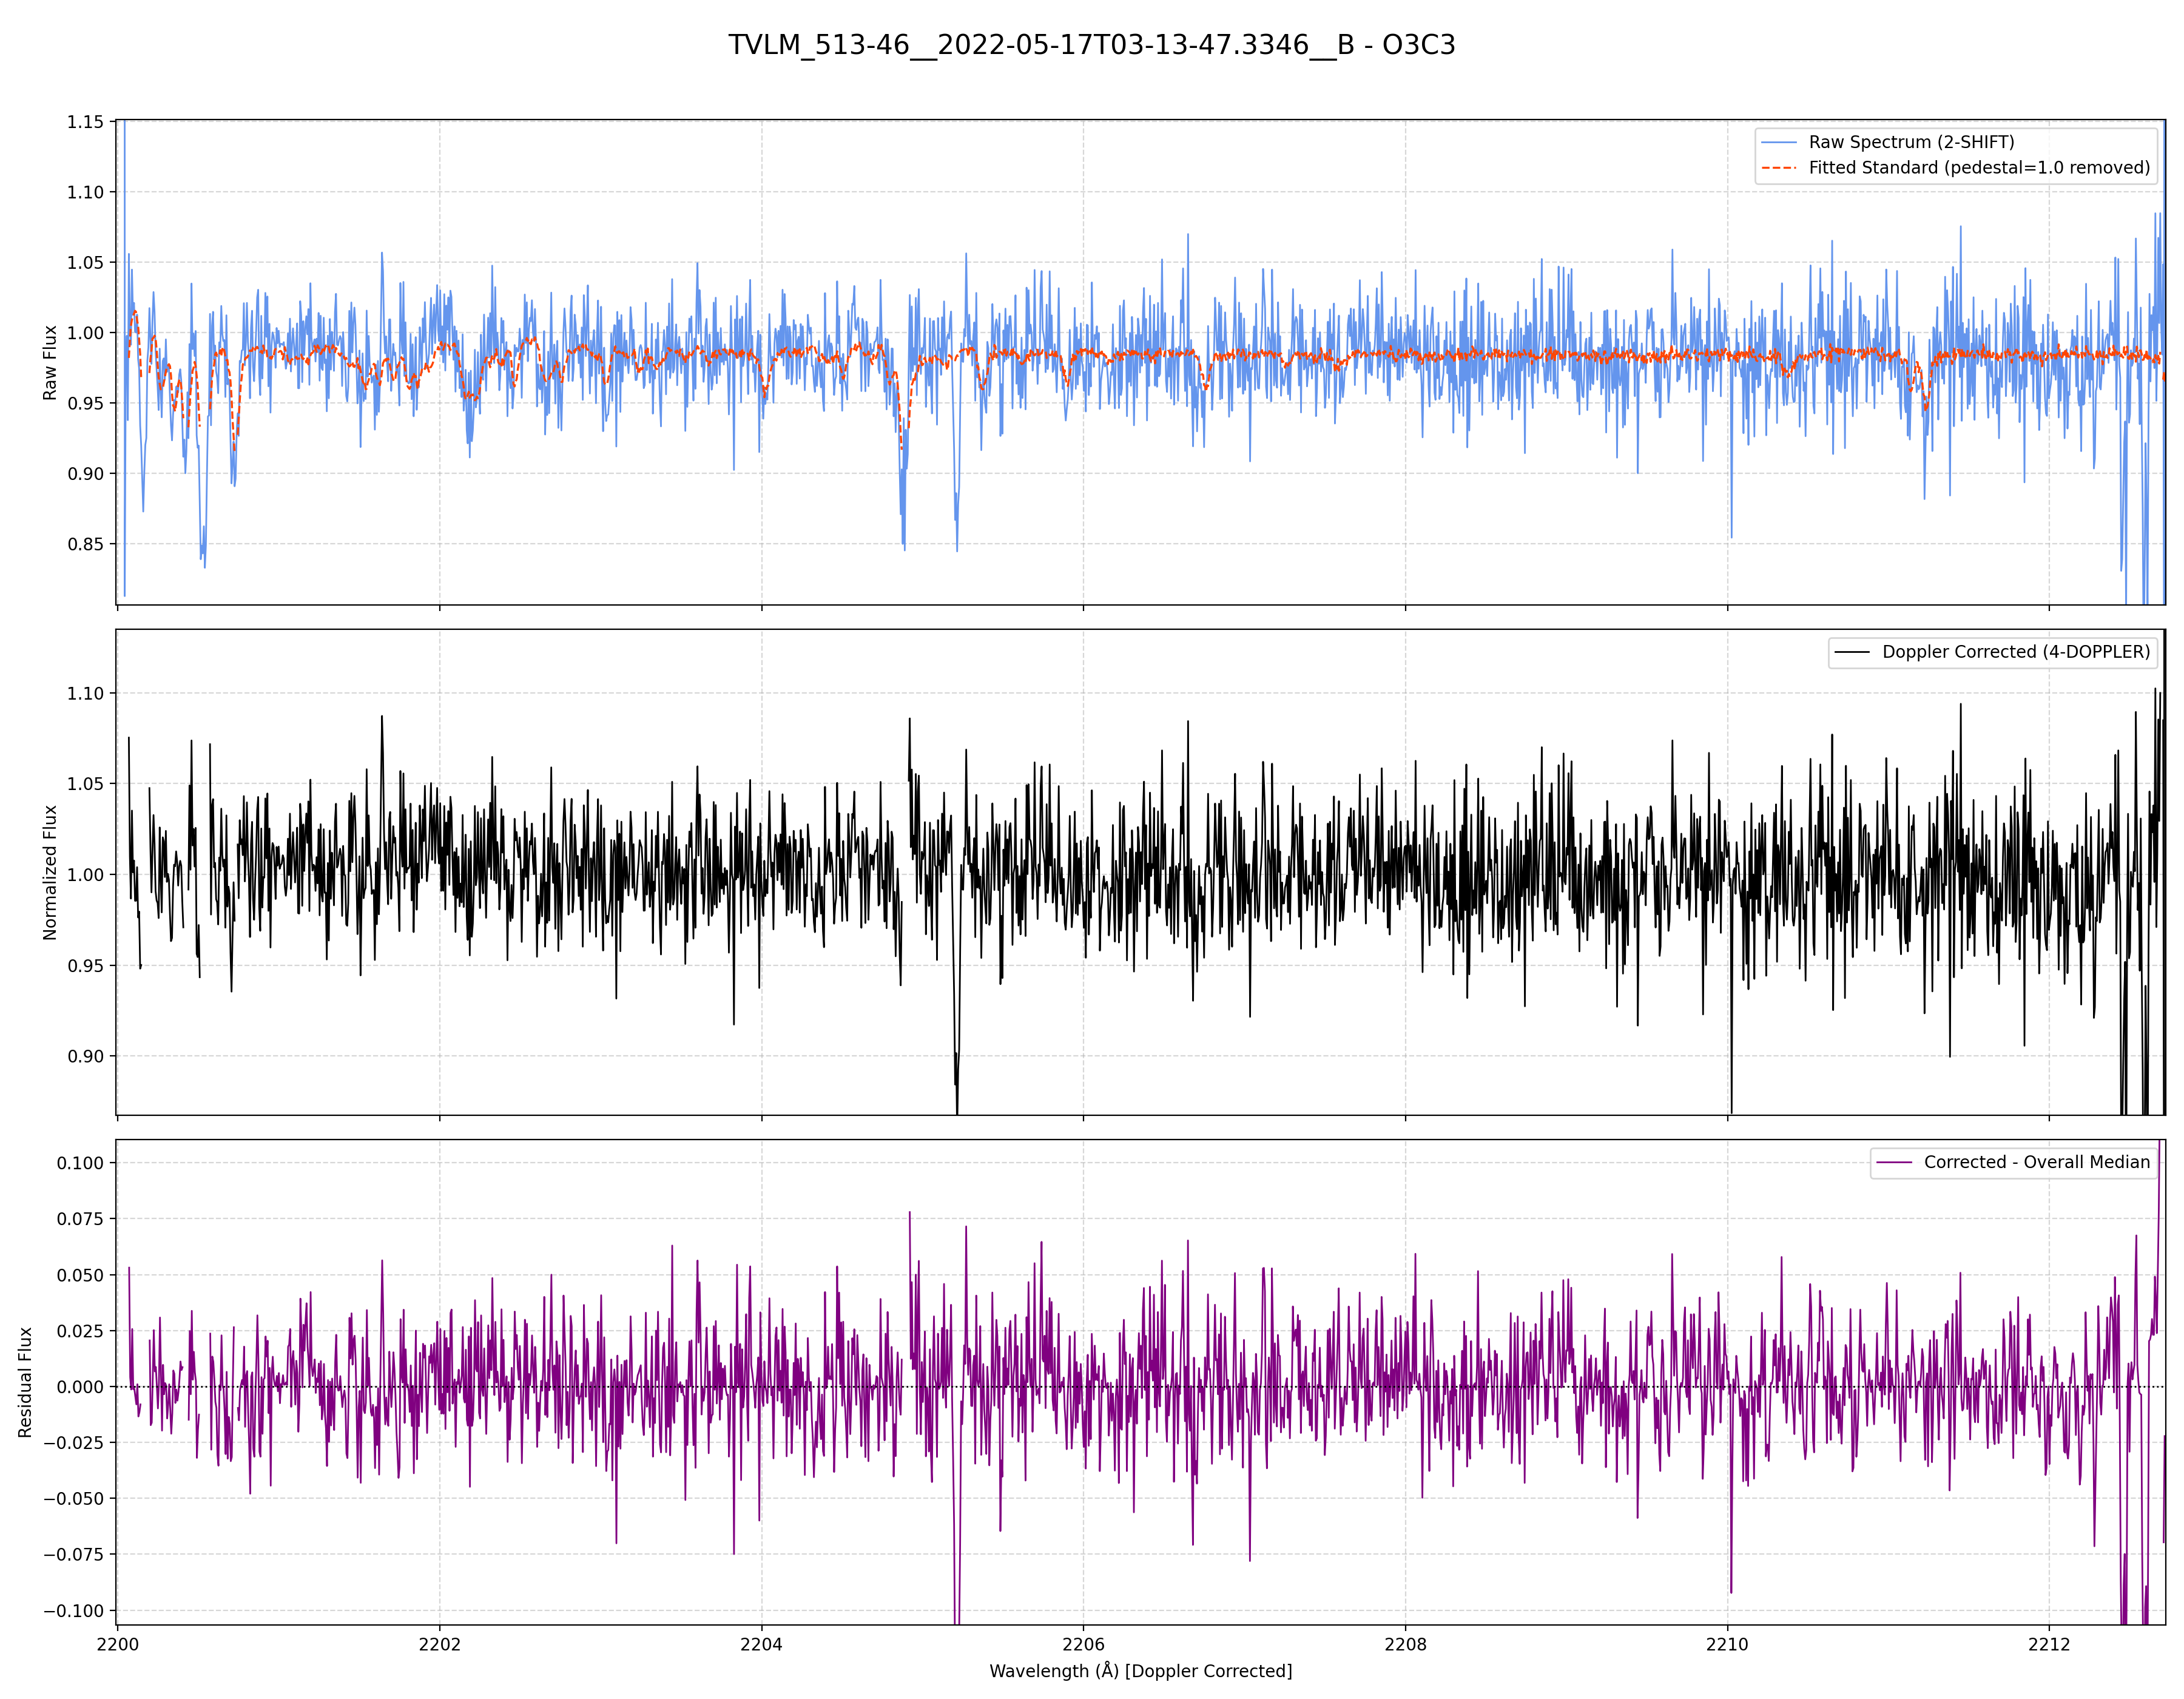 TVLM_513-46__2022-05-17T03-13-47.3346__B - O3C3
1.15
1.10
1.05
1.00
0.95
0.90
0.85
Raw Flux
Raw Spectrum (2-SHIFT)
Fitted Standard (pedestal=1.0 removed)
1.10
1.05
1.00
0.95
0.90
Normalized Flux
Doppler Corrected (4-DOPPLER)
0.100
0.075
0.050
0.025
0.000
−0.025
−0.050
−0.075
−0.100
Residual Flux
Corrected - Overall Median
2200 2202 2204 2206 2208 2210 2212
Wavelength (Å) [Doppler Corrected]